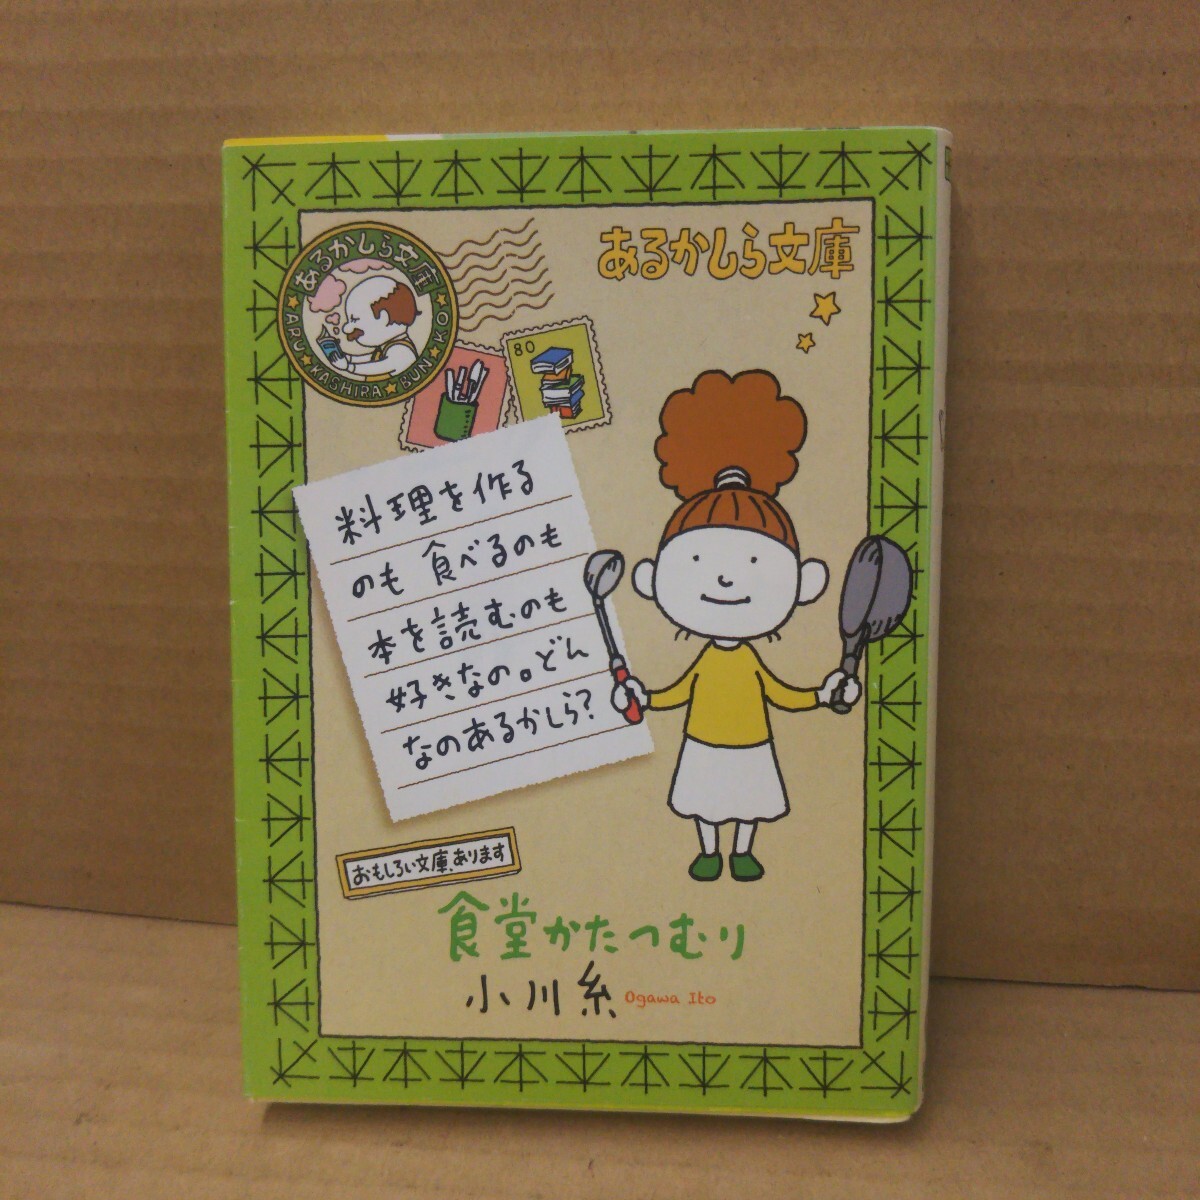 あるかしら文庫
あるかしら文庫
ARU★KASHIRA★BUN★KO
80
料理を作る
のも食べるのも
本を読むのも
好きなの。どん
なのあるかしら?
おもしろい文庫、あります
食堂かたつむり
小川糸 Ogawa Ito